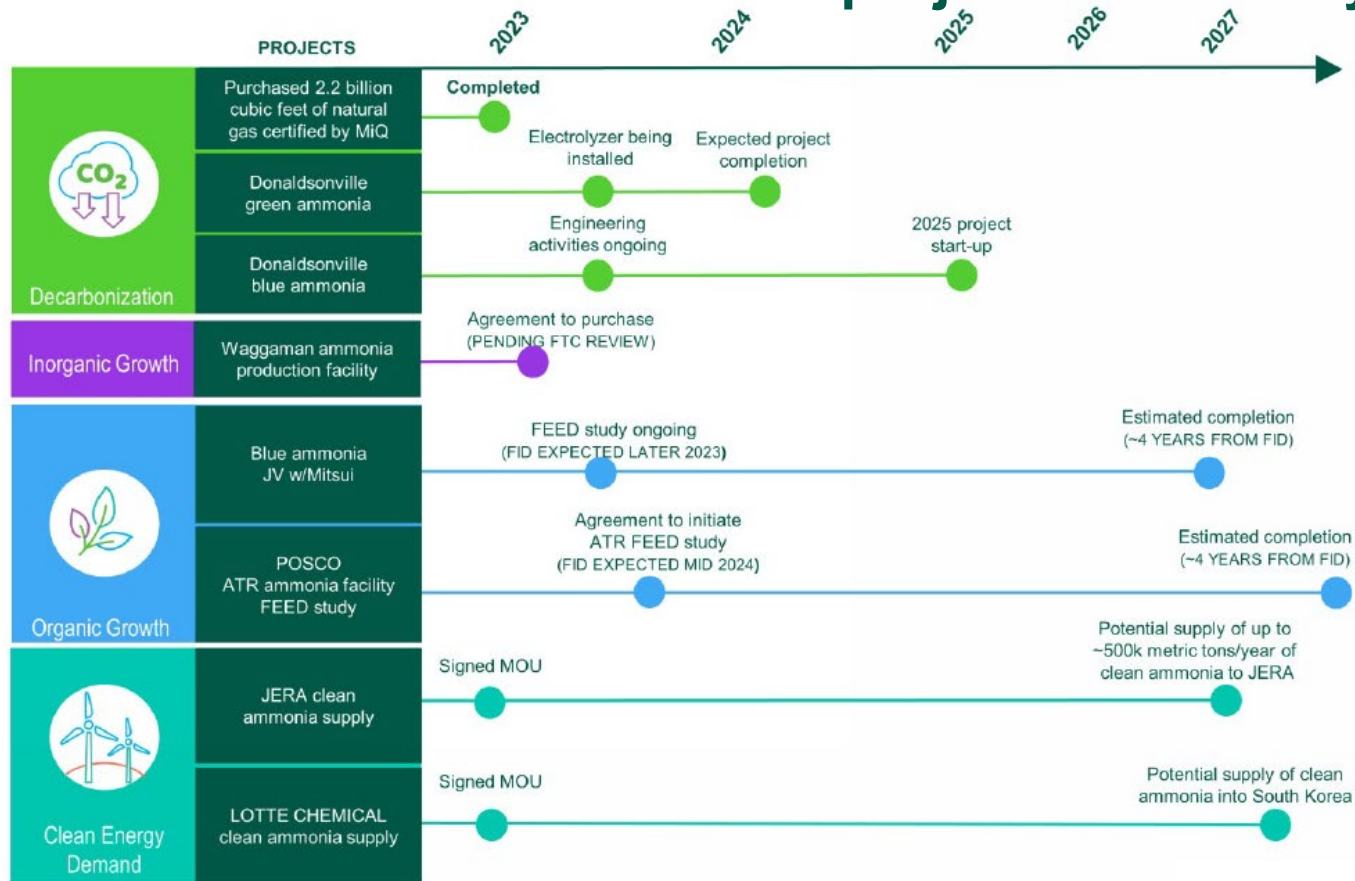 2023
2024
2025
2026
2027
PROJECTS
Purchased 2.2 billion
cubic feet of natural
gas certified by MiQ
Completed
Donaldsonville
green ammonia
Electrolyzer being
installed
Expected project
completion
Donaldsonville
blue ammonia
Engineering
activities ongoing
2025 project
start-up
CO2
Decarbonization
Inorganic Growth
Waggaman ammonia
production facility
Agreement to purchase
(PENDING FTC REVIEW)
Blue ammonia
JV w/Mitsui
FEED study ongoing
(FID EXPECTED LATER 2023)
Estimated completion
(~4 YEARS FROM FID)
POSCO
ATR ammonia facility
FEED study
Agreement to initiate
ATR FEED study
(FID EXPECTED MID 2024)
Estimated completion
(~4 YEARS FROM FID)
Organic Growth
JERA clean
ammonia supply
Signed MOU
Potential supply of up to
~500k metric tons/year of
clean ammonia to JERA
LOTTE CHEMICAL
clean ammonia supply
Signed MOU
Potential supply of clean
ammonia into South Korea
Clean Energy
Demand